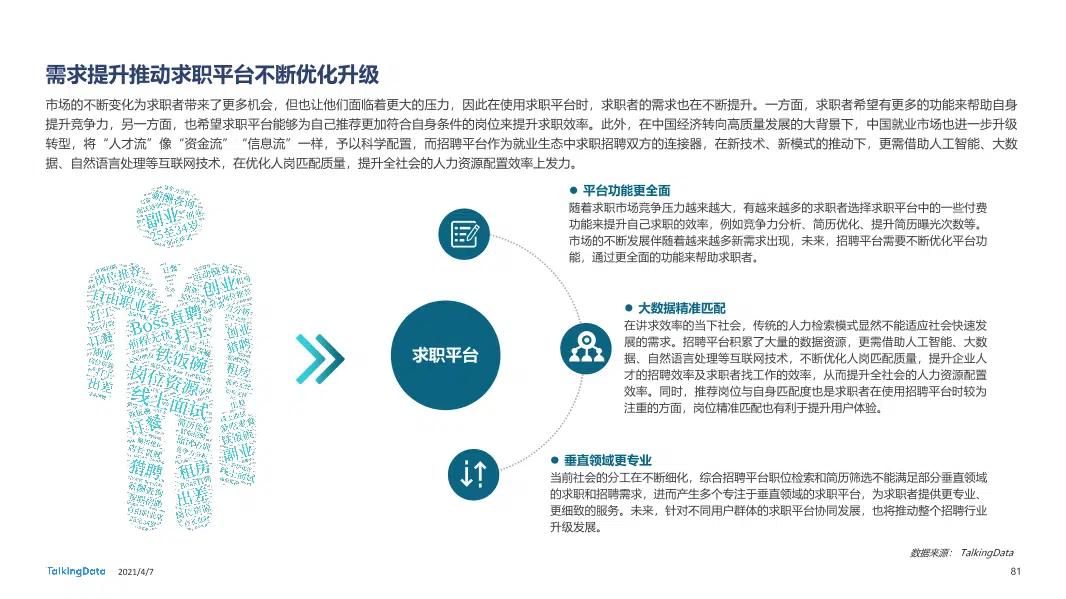 需求提升推动求职平台不断优化升级
市场的不断变化为求职者带来了更多机会，但也让他们面临着更大的压力，因此在使用求职平台时，求职者的需求也在不断提升。一方面，求职者希望有更多的功能来帮助自身
提升竞争力，另一方面，也希望求职平台能够为自己推荐更加符合自身条件的岗位来提升求职效率。此外，在中国经济转向高质量发展的大背景下，中国就业市场也进一步升级
转型，将“人才流”像“资金流”“信息流”一样，予以科学配置，而招聘平台作为就业生态中求职招聘双方的连接器，在新技术、新模式的推动下，更需借助人工智能、大数
据、自然语言处理等互联网技术，在优化人岗匹配质量，提升全社会的人力资源配置效率上发力。
薪酬咨询
副业
25至34岁
岗位推荐
创业
自由职业者
Boss直聘
打工
前程无忧
铁饭碗
岗位资源
线上面试
订餐
猎聘
租房
出差
副业
求职平台
● 平台功能更全面
随着求职市场竞争压力越来越大，有越来越多的求职者选择求职平台中的一些付费
功能来提升自己求职的效率，例如竞争力分析、简历优化、提升简历曝光次数等。
市场的不断发展伴随着越来越多新需求出现，未来，招聘平台需要不断优化平台功
能，通过更全面的功能来帮助求职者。
● 大数据精准匹配
在讲求效率的当下社会，传统的人力检索模式显然不能适应社会快速发
展的需求。招聘平台积累了大量的数据资源，更需借助人工智能、大数
据、自然语言处理等互联网技术，不断优化人岗匹配质量，提升企业人
才的招聘效率及求职者找工作的效率，从而提升全社会的人力资源配置
效率。同时，推荐岗位与自身匹配度也是求职者在使用招聘平台时较为
注重的方面，岗位精准匹配也有利于提升用户体验。
● 垂直领域更专业
当前社会的分工在不断细化，综合招聘平台职位检索和简历筛选不能满足部分垂直领域
的求职和招聘需求，进而产生多个专注于垂直领域的求职平台，为求职者提供更专业、
更细致的服务。未来，针对不同用户群体的求职平台协同发展，也将推动整个招聘行业
升级发展。
数据来源： TalkingData
TalkingData
2021/4/7
81